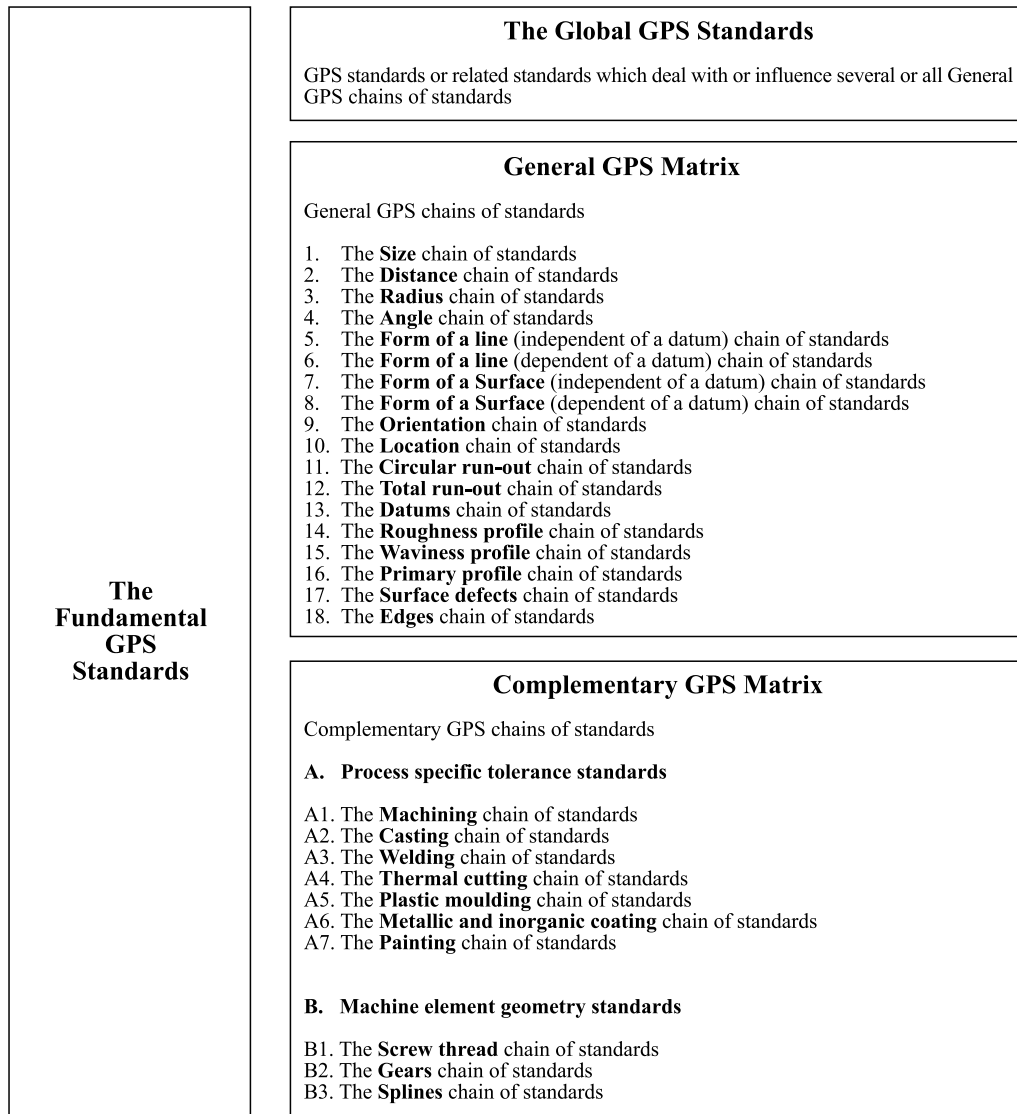 The
Fundamental
GPS
Standards
The Global GPS Standards
GPS standards or related standards which deal with or influence several or all General
GPS chains of standards
General GPS Matrix
General GPS chains of standards
1. The Size chain of standards
2. The Distance chain of standards
3. The Radius chain of standards
4. The Angle chain of standards
5. The Form of a line (independent of a datum) chain of standards
6. The Form of a line (dependent of a datum) chain of standards
7. The Form of a Surface (independent of a datum) chain of standards
8. The Form of a Surface (dependent of a datum) chain of standards
9. The Orientation chain of standards
10. The Location chain of standards
11. The Circular run-out chain of standards
12. The Total run-out chain of standards
13. The Datums chain of standards
14. The Roughness profile chain of standards
15. The Waviness profile chain of standards
16. The Primary profile chain of standards
17. The Surface defects chain of standards
18. The Edges chain of standards
Complementary GPS Matrix
Complementary GPS chains of standards
A. Process specific tolerance standards
A1. The Machining chain of standards
A2. The Casting chain of standards
A3. The Welding chain of standards
A4. The Thermal cutting chain of standards
A5. The Plastic moulding chain of standards
A6. The Metallic and inorganic coating chain of standards
A7. The Painting chain of standards
B. Machine element geometry standards
B1. The Screw thread chain of standards
B2. The Gears chain of standards
B3. The Splines chain of standards